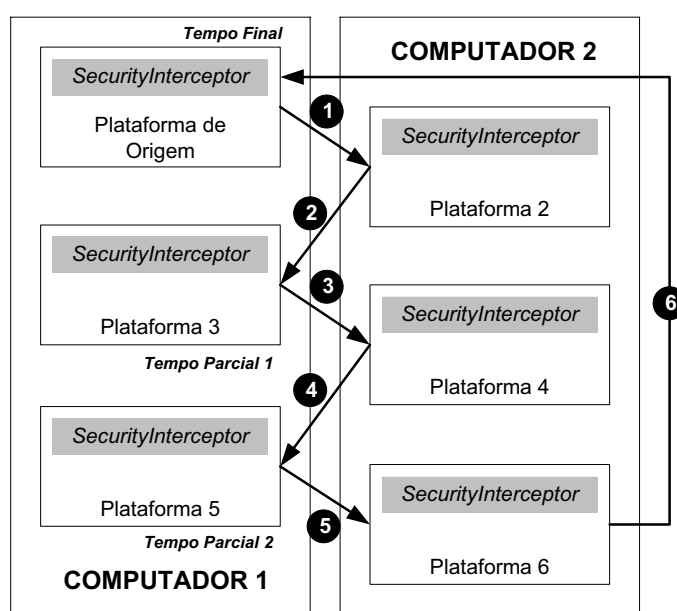 Tempo Final
SecurityInterceptor
Plataforma de
Origem
COMPUTADOR 2
1
SecurityInterceptor
Plataforma 2
2
SecurityInterceptor
Plataforma 3
Tempo Parcial 1
3
SecurityInterceptor
Plataforma 4
6
4
SecurityInterceptor
Plataforma 5
Tempo Parcial 2
5
SecurityInterceptor
Plataforma 6
COMPUTADOR 1